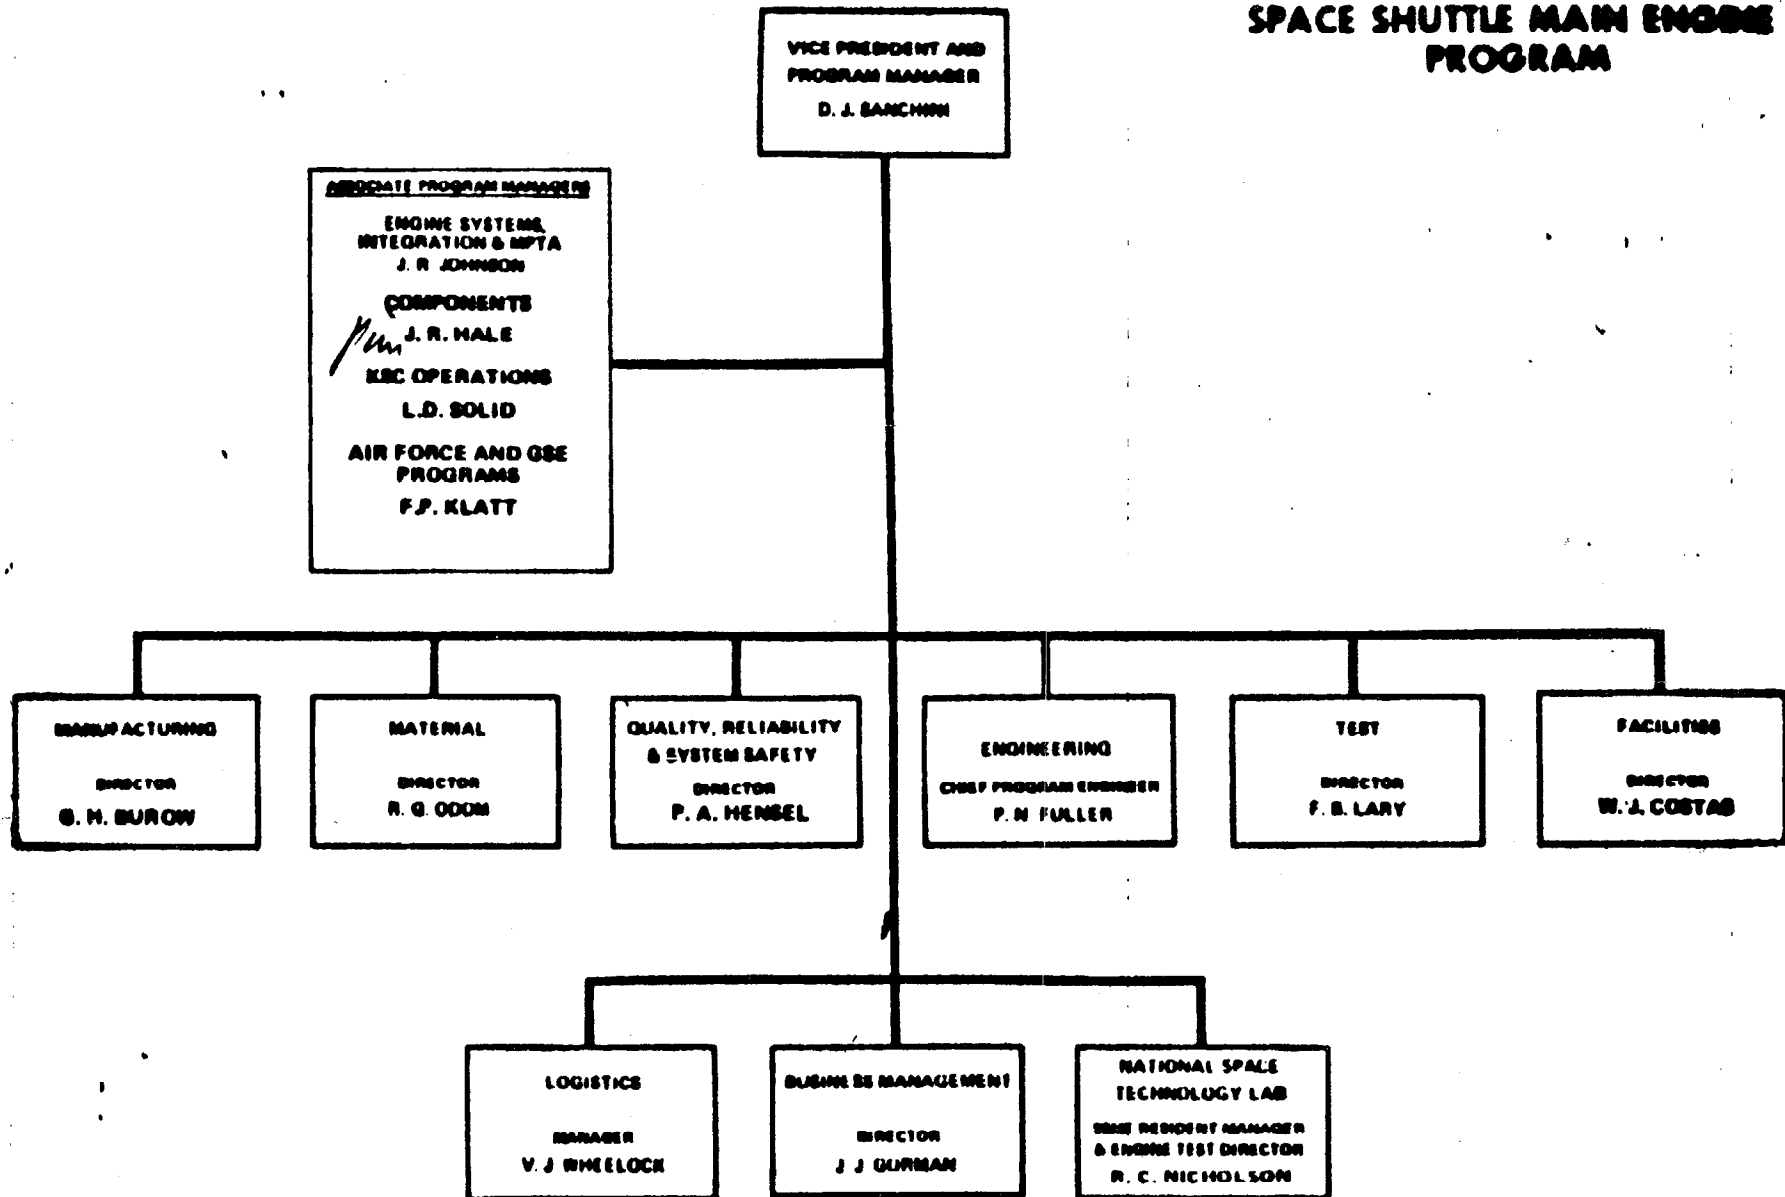 SPACE SHUTTLE MAIN ENGINE
PROGRAM
VICE PRESIDENT AND
PROGRAM MANAGER
D. J. SANCHINI
ASSOCIATE PROGRAM MANAGERS
ENGINE SYSTEMS,
INTEGRATION & MPTA
J. R. JOHNSON
COMPONENTS
J. R. HALE
KSC OPERATIONS
L.D. SOLID
AIR FORCE AND GSE
PROGRAMS
F.P. KLATT
MANUFACTURING
DIRECTOR
G. H. BUROW
MATERIAL
DIRECTOR
R. G. ODOM
QUALITY, RELIABILITY
& SYSTEM SAFETY
DIRECTOR
P. A. HENSEL
ENGINEERING
CHIEF PROGRAM ENGINEER
P. N. FULLER
TEST
DIRECTOR
F. B. LARY
FACILITIES
DIRECTOR
W. J. COSTAS
LOGISTICS
MANAGER
V. J WHEELOCK
BUSINESS MANAGEMENT
DIRECTOR
J J GORMAN
NATIONAL SPACE
TECHNOLOGY LAB
SSME RESIDENT MANAGER
& ENGINE TEST DIRECTOR
R. C. NICHOLSON